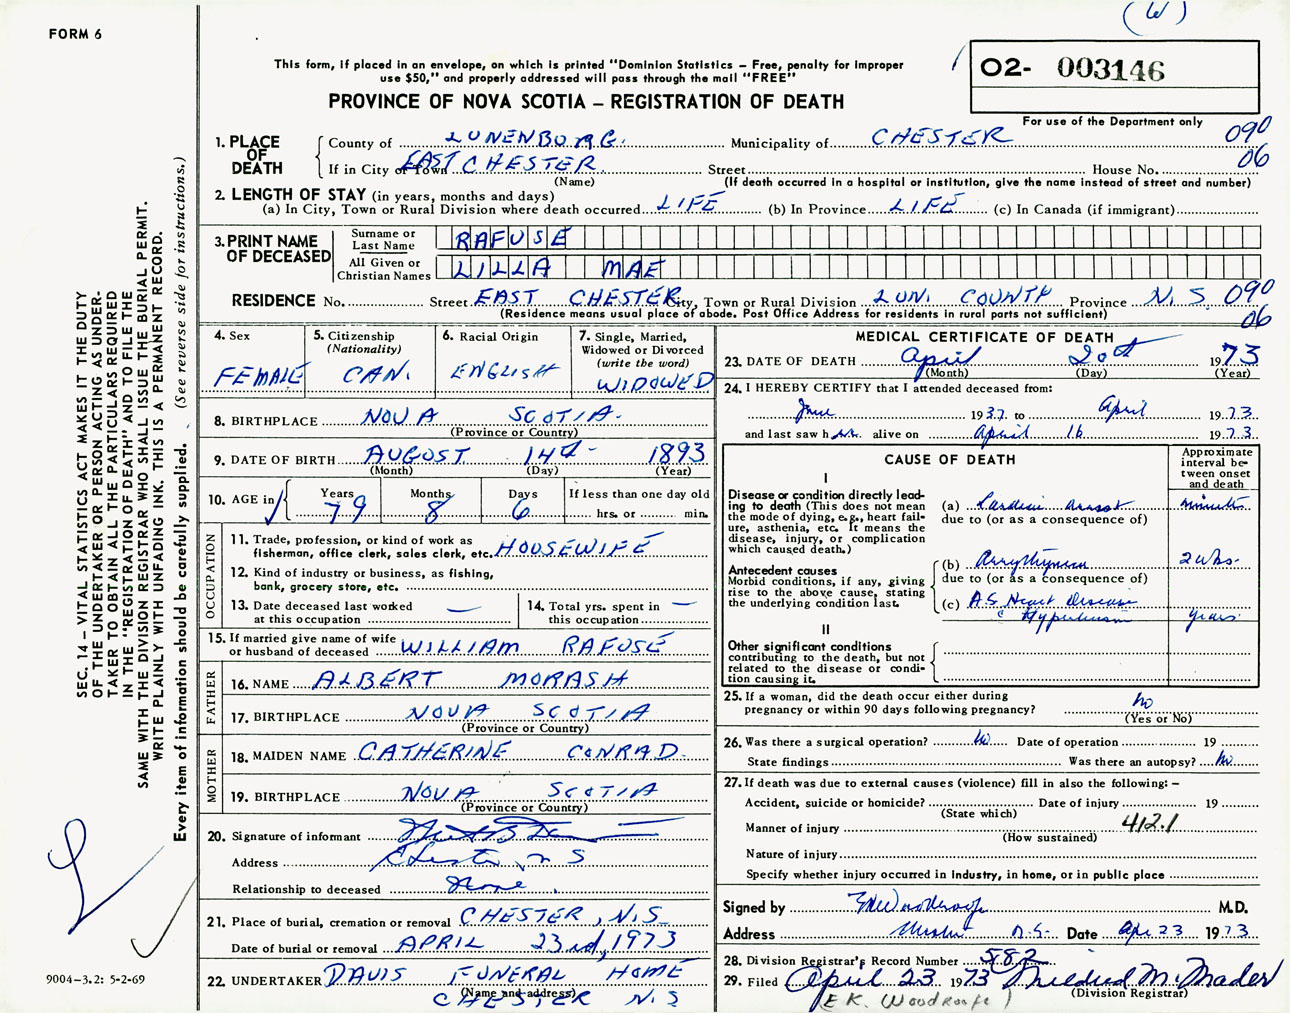 (W)
FORM 6
This form, if placed in an envelope, on which is printed "Dominion Statistics – Free, penalty for improper
use $50," and properly addressed will pass through the mail "FREE"
PROVINCE OF NOVA SCOTIA – REGISTRATION OF DEATH
02- 003146
For use of the Department only
1. PLACE OF DEATH
County of LUNENBURG. Municipality of CHESTER 090
If in City or Town EAST CHESTER Street House No. 06
(Name) (If death occurred in a hospital or institution, give the name instead of street and number)
2. LENGTH OF STAY (in years, months and days)
(a) In City, Town or Rural Division where death occurred LIFE (b) In Province LIFE (c) In Canada (if immigrant)
3. PRINT NAME OF DECEASED
Surname or Last Name RAFUSE
All Given or Christian Names LILLA MAE
RESIDENCE No. Street EAST CHESTER City, Town or Rural Division LUN. COUNTY Province N.S. 090
(Residence means usual place of abode. Post Office Address for residents in rural parts not sufficient) 06
4. Sex FEMALE
5. Citizenship (Nationality) CAN.
6. Racial Origin ENGLISH
7. Single, Married, Widowed or Divorced (write the word) WIDOWED
8. BIRTHPLACE NOVA SCOTIA.
(Province or Country)
9. DATE OF BIRTH AUGUST 14th 1893
(Month) (Day) (Year)
10. AGE in Years 79 Months 8 Days 6 If less than one day old hrs. or min.
OCCUPATION
11. Trade, profession, or kind of work as
fisherman, office clerk, sales clerk, etc. HOUSEWIFE
12. Kind of industry or business, as fishing,
bank, grocery store, etc.
13. Date deceased last worked at this occupation —
14. Total yrs. spent in this occupation —
15. If married give name of wife
or husband of deceased WILLIAM RAFUSE
FATHER
16. NAME ALBERT MORASH
17. BIRTHPLACE NOVA SCOTIA
(Province or Country)
MOTHER
18. MAIDEN NAME CATHERINE CONRAD.
19. BIRTHPLACE NOVA SCOTIA
(Province or Country)
20. Signature of informant
Address Chester N S
Relationship to deceased None.
21. Place of burial, cremation or removal CHESTER, N.S.
Date of burial or removal APRIL 23rd, 1973
22. UNDERTAKER DAVIS FUNERAL HOME
(Name and address)
CHESTER N.S
MEDICAL CERTIFICATE OF DEATH
23. DATE OF DEATH April 20th 1973
(Month) (Day) (Year)
24. I HEREBY CERTIFY that I attended deceased from:
June 1937 to April 1973
and last saw her alive on April 16 1973.
CAUSE OF DEATH
Approximate interval between onset and death
I
Disease or condition directly leading to death (This does not
mean the mode of dying, e.g., heart failure, asthenia, etc. It means the
disease, injury, or complication which caused death.)
(a) Cardiac arrest minutes
due to (or as a consequence of)
Antecedent causes
Morbid conditions, if any, giving
rise to the above cause, stating
the underlying condition last.
(b) Arrythymia 2 wks.
due to (or as a consequence of)
(c) A.S. Heart Disease
years
II
Other significant conditions
contributing to the death, but not
related to the disease or condition
causing it.
25. If a woman, did the death occur either during
pregnancy or within 90 days following pregnancy? No
(Yes or No)
26. Was there a surgical operation? No Date of operation 19
State findings Was there an autopsy? No
27. If death was due to external causes (violence) fill in also the following: –
Accident, suicide or homicide? Date of injury 19
(State which)
Manner of injury 412.1
(How sustained)
Nature of injury
Specify whether injury occurred in industry, in home, or in public place
Signed by EK Woodroofe M.D.
Address Chester N.S. Date Apr 23 1973
28. Division Registrar's Record Number 582
29. Filed April 23 1973 Mildred M. Mader
(Division Registrar)
(E K. Woodroofe)
SEC. 14 – VITAL STATISTICS ACT MAKES IT THE DUTY
OF THE UNDERTAKER OR PERSON ACTING AS UNDER-
TAKER TO OBTAIN ALL THE PARTICULARS REQUIRED
IN THE "REGISTRATION OF DEATH" AND TO FILE THE
SAME WITH THE DIVISION REGISTRAR WHO SHALL ISSUE THE BURIAL PERMIT.
WRITE PLAINLY WITH UNFADING INK. THIS IS A PERMANENT RECORD.
Every item of information should be carefully supplied. (See reverse side for instructions.)
9004-3.2: 5-2-69